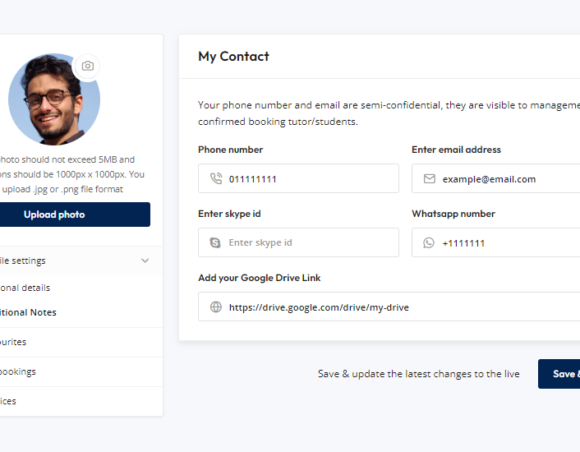 hoto should not exceed 5MB and
ons should be 1000px x 1000px. You
upload .jpg or .png file format
Upload photo
le settings
onal details
itional Notes
ourites
bookings
ices
My Contact
Your phone number and email are semi-confidential, they are visible to manageme
confirmed booking tutor/students.
Phone number
Enter email address
011111111
example@email.com
Enter skype id
Whatsapp number
Enter skype id
+1111111
Add your Google Drive Link
https://drive.google.com/drive/my-drive
Save & update the latest changes to the live
Save &